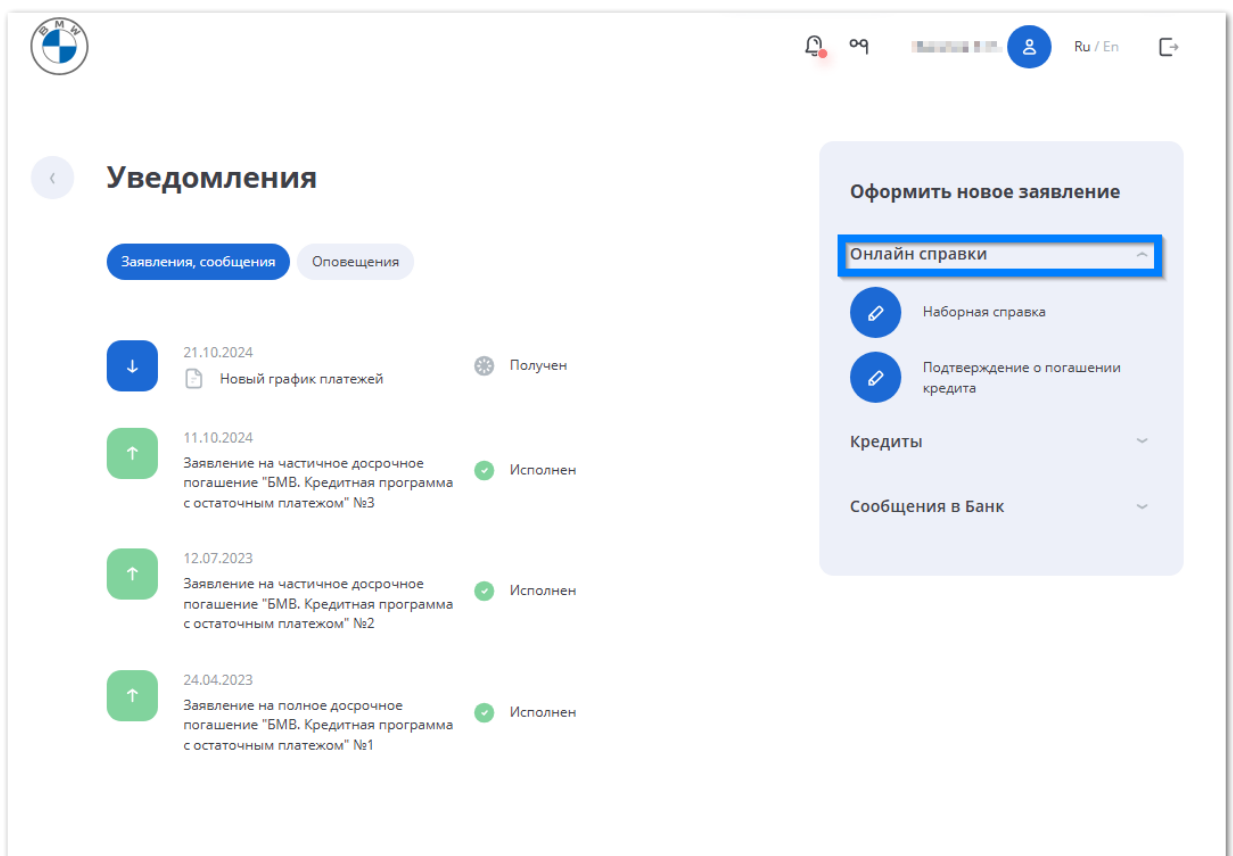 BMW
Ru / En
Уведомления
Заявления, сообщения
Оповещения
21.10.2024
Новый график платежей
Получен
11.10.2024
Заявление на частичное досрочное
погашение "БМВ. Кредитная программа
с остаточным платежом" №3
Исполнен
12.07.2023
Заявление на частичное досрочное
погашение "БМВ. Кредитная программа
с остаточным платежом" №2
Исполнен
24.04.2023
Заявление на полное досрочное
погашение "БМВ. Кредитная программа
с остаточным платежом" №1
Исполнен
Оформить новое заявление
Онлайн справки
Наборная справка
Подтверждение о погашении
кредита
Кредиты
Сообщения в Банк